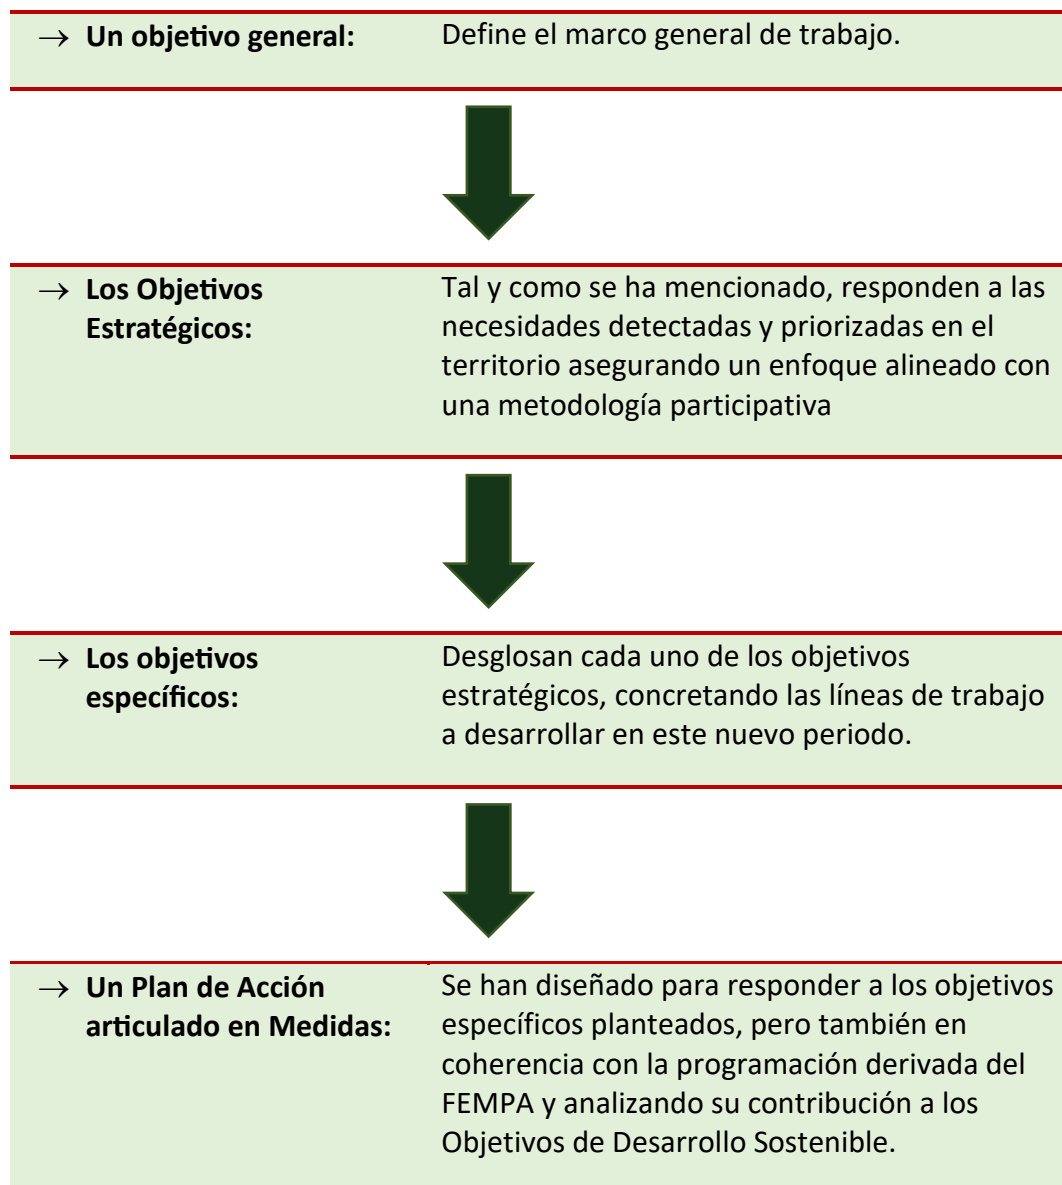 → Un objetivo general: Define el marco general de trabajo.
→ Los Objetivos
Estratégicos:
Tal y como se ha mencionado, responden a las
necesidades detectadas y priorizadas en el
territorio asegurando un enfoque alineado con
una metodología participativa
→ Los objetivos
específicos:
Desglosan cada uno de los objetivos
estratégicos, concretando las líneas de trabajo
a desarrollar en este nuevo periodo.
→ Un Plan de Acción
articulado en Medidas:
Se han diseñado para responder a los objetivos
específicos planteados, pero también en
coherencia con la programación derivada del
FEMPA y analizando su contribución a los
Objetivos de Desarrollo Sostenible.